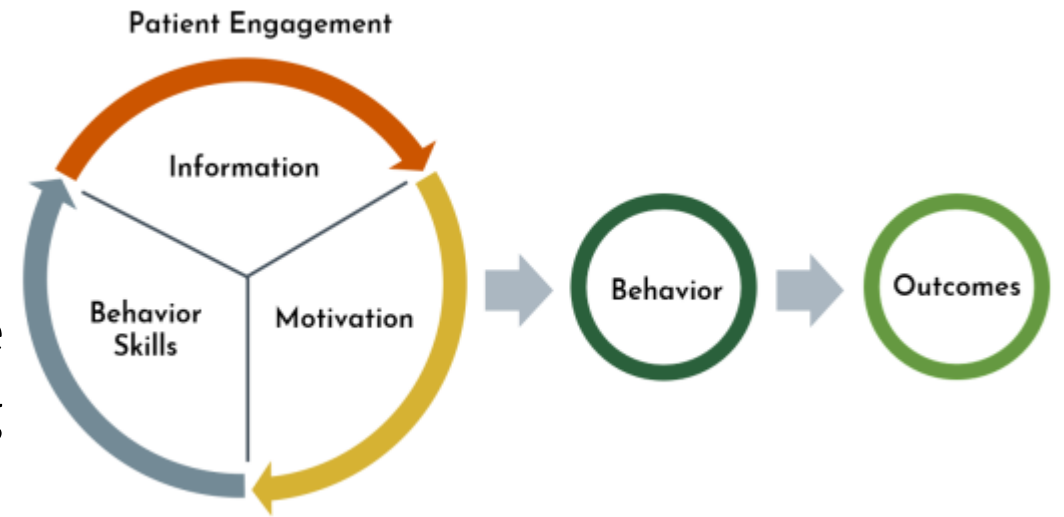 Patient Engagement
Information
Behavior
Skills
Motivation
Behavior
Outcomes